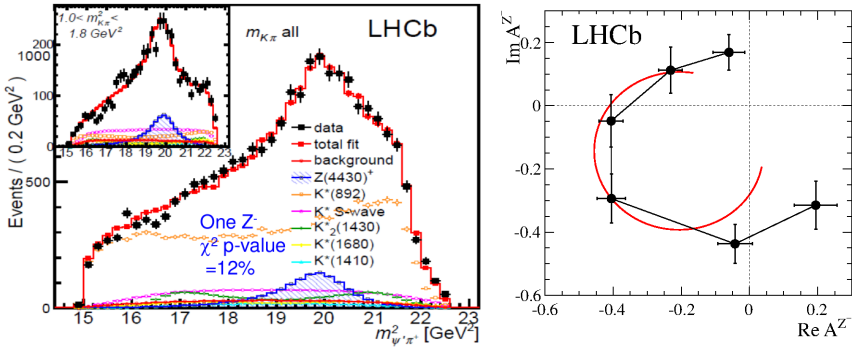 1.0< m²Kπ <
1.8 GeV²
mKπ all
LHCb
Events / ( 0.2 GeV² )
200
1000
100
0
15 16 17 18 19 20 21 22 23
500
0
data
total fit
background
Z(4430)⁺
K*(892)
K* S-wave
K*₂(1430)
K*(1680)
K*(1410)
One Z⁻
χ² p-value
=12%
15 16 17 18 19 20 21 22 23
m²ψ'π⁺ [GeV²]
LHCb
Im A^Z⁻
0.2
0
-0.2
-0.4
-0.6
-0.6 -0.4 -0.2 0 0.2
Re A^Z⁻